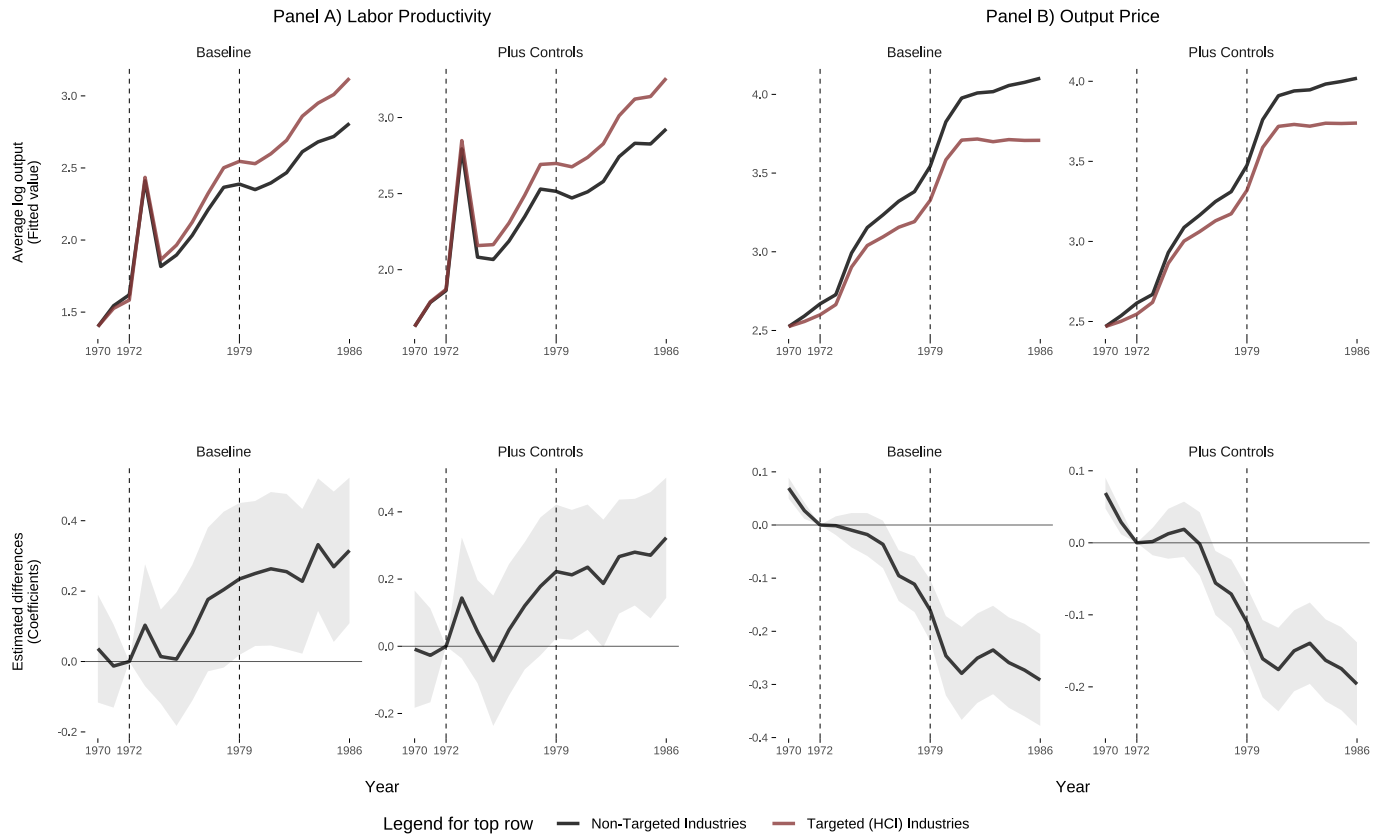 Panel A) Labor Productivity
Panel B) Output Price
Baseline
Plus Controls
Baseline
Plus Controls
Average log output
(Fitted value)
3.0
2.5
2.0
1.5
1970 1972 1979 1986
3.0
2.5
2.0
1970 1972 1979 1986
4.0
3.5
3.0
2.5
1970 1972 1979 1986
4.0
3.5
3.0
2.5
1970 1972 1979 1986
Baseline
Plus Controls
Baseline
Plus Controls
Estimated differences
(Coefficients)
0.4
0.2
0.0
-0.2
1970 1972 1979 1986
0.4
0.2
0.0
-0.2
1970 1972 1979 1986
0.1
0.0
-0.1
-0.2
-0.3
-0.4
1970 1972 1979 1986
0.1
0.0
-0.1
-0.2
1970 1972 1979 1986
Year
Year
Legend for top row Non-Targeted Industries Targeted (HCI) Industries